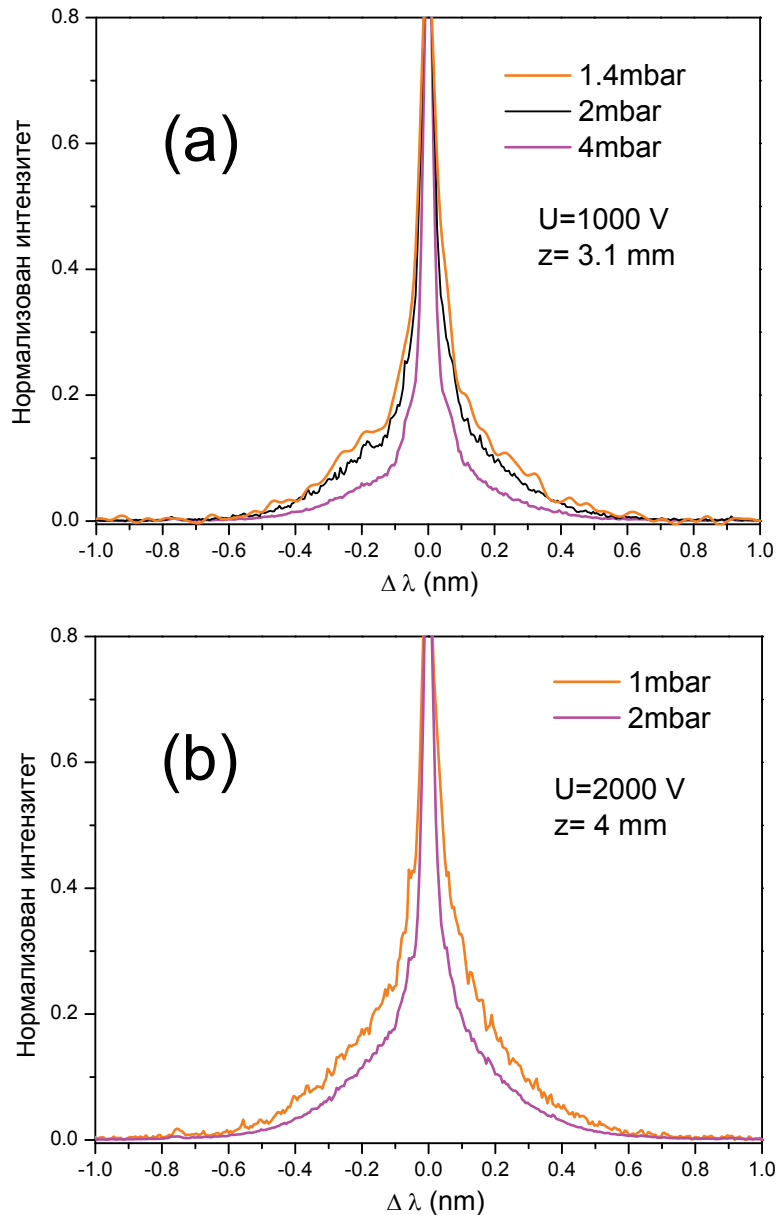 0.8
0.6
0.4
0.2
0.0
Нормализован интензитет
(a)
1.4mbar
2mbar
4mbar
U=1000 V
z= 3.1 mm
-1.0 -0.8 -0.6 -0.4 -0.2 0.0 0.2 0.4 0.6 0.8 1.0
Δ λ (nm)
0.8
0.6
0.4
0.2
0.0
Нормализован интензитет
(b)
1mbar
2mbar
U=2000 V
z= 4 mm
-1.0 -0.8 -0.6 -0.4 -0.2 0.0 0.2 0.4 0.6 0.8 1.0
Δ λ (nm)